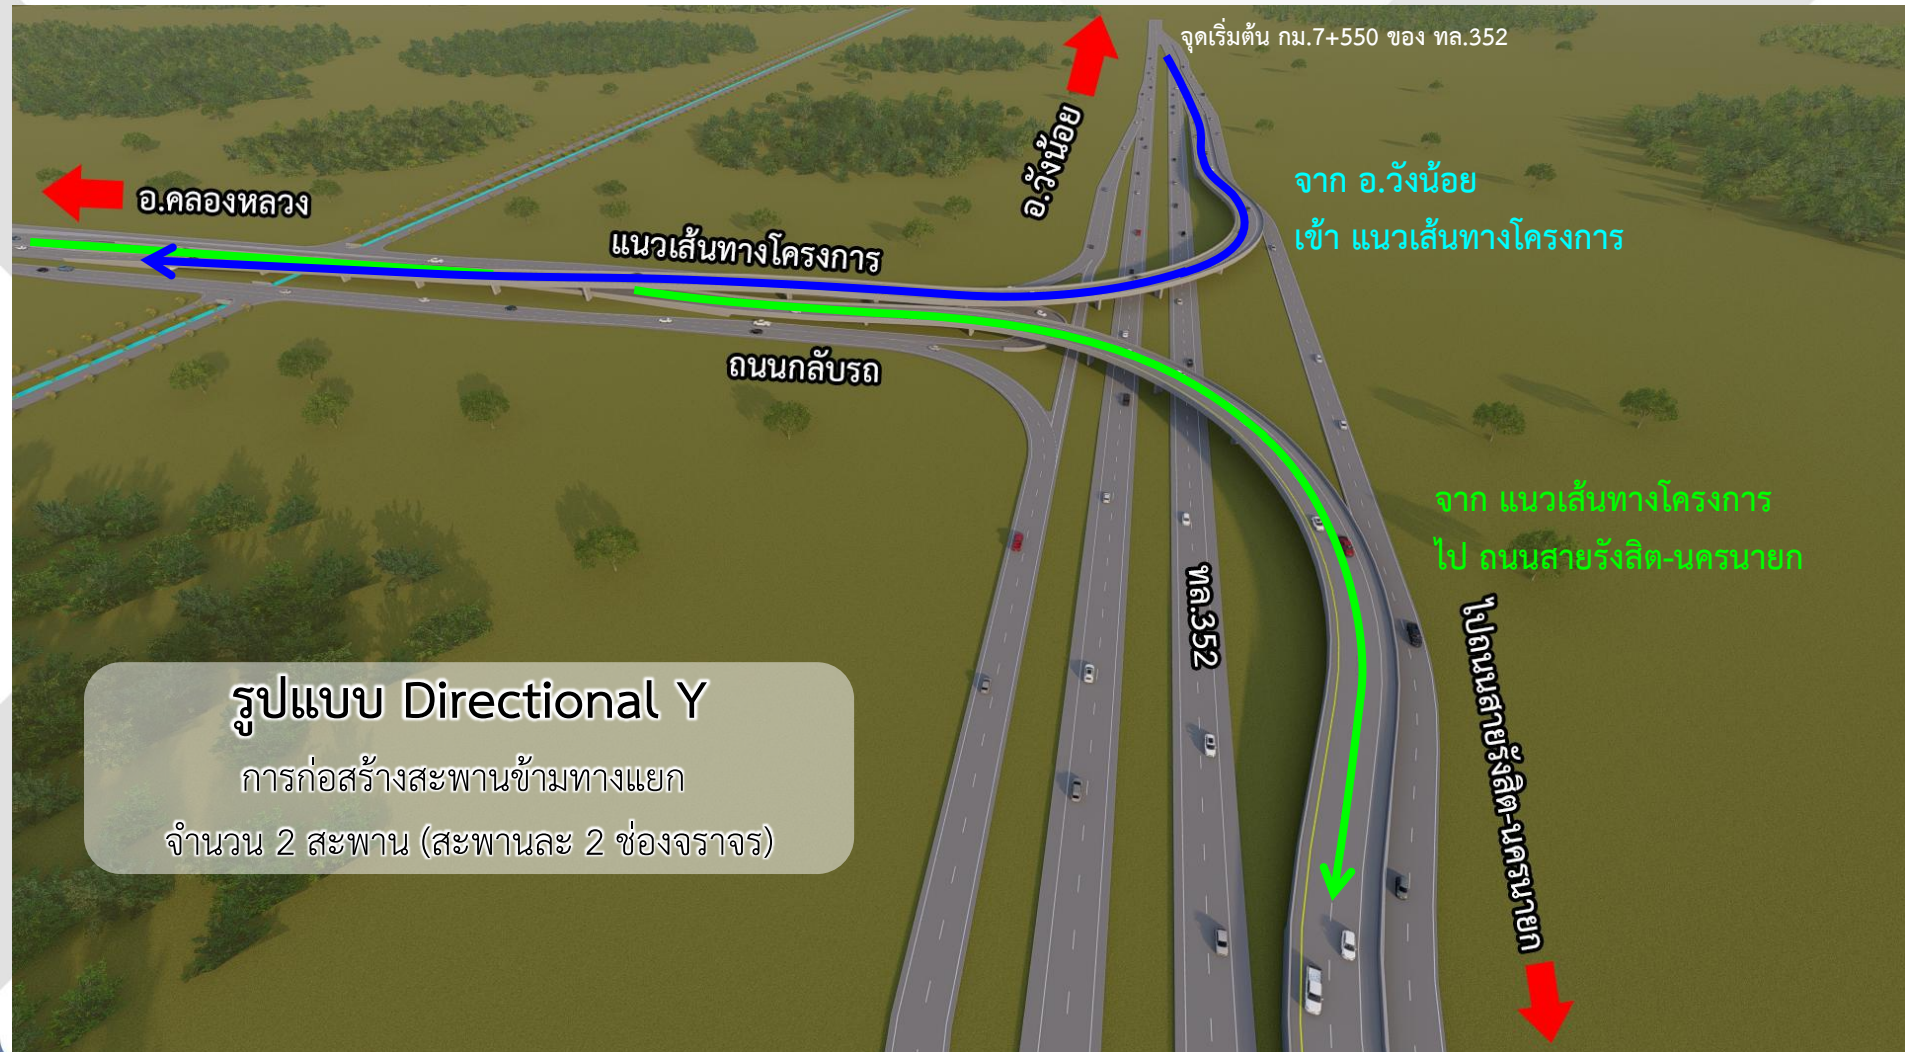 จุดเริ่มต้น กม.7+550 ของ ทล.352
อ.วังน้อย
อ.คลองหลวง
จาก อ.วังน้อย
เข้า แนวเส้นทางโครงการ
แนวเส้นทางโครงการ
ถนนกลับรถ
จาก แนวเส้นทางโครงการ
ไป ถนนสายรังสิต-นครนายก
ทล.352
ไปถนนสายรังสิต-นครนายก
รูปแบบ Directional Y
การก่อสร้างสะพานข้ามทางแยก
จำนวน 2 สะพาน (สะพานละ 2 ช่องจราจร)